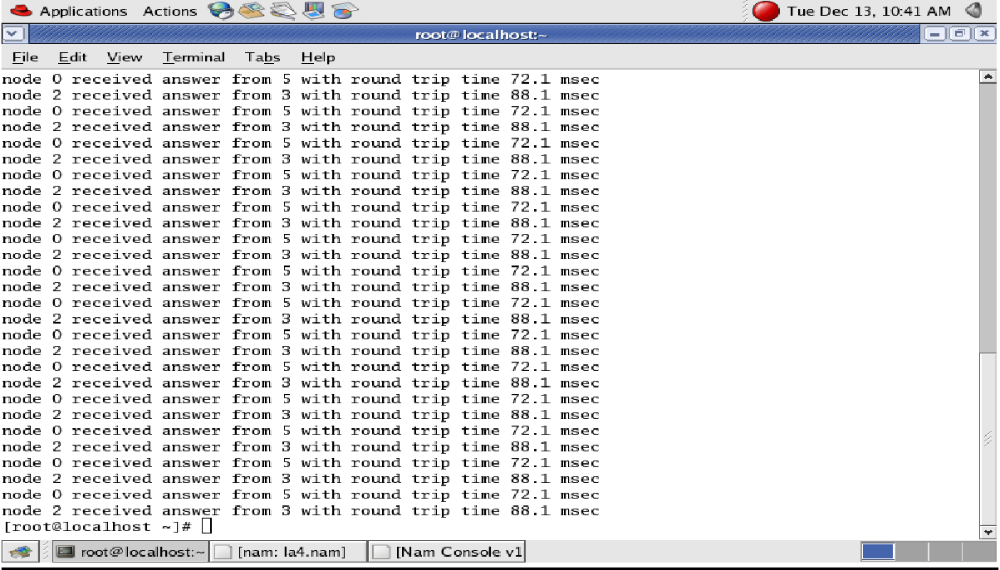 Applications Actions Tue Dec 13, 10:41 AM
root@localhost:~
File Edit View Terminal Tabs Help
node 0 received answer from 5 with round trip time 72.1 msec
node 2 received answer from 3 with round trip time 88.1 msec
node 0 received answer from 5 with round trip time 72.1 msec
node 2 received answer from 3 with round trip time 88.1 msec
node 0 received answer from 5 with round trip time 72.1 msec
node 2 received answer from 3 with round trip time 88.1 msec
node 0 received answer from 5 with round trip time 72.1 msec
node 2 received answer from 3 with round trip time 88.1 msec
node 0 received answer from 5 with round trip time 72.1 msec
node 2 received answer from 3 with round trip time 88.1 msec
node 0 received answer from 5 with round trip time 72.1 msec
node 2 received answer from 3 with round trip time 88.1 msec
node 0 received answer from 5 with round trip time 72.1 msec
node 2 received answer from 3 with round trip time 88.1 msec
node 0 received answer from 5 with round trip time 72.1 msec
node 2 received answer from 3 with round trip time 88.1 msec
node 0 received answer from 5 with round trip time 72.1 msec
node 2 received answer from 3 with round trip time 88.1 msec
node 0 received answer from 5 with round trip time 72.1 msec
node 2 received answer from 3 with round trip time 88.1 msec
node 0 received answer from 5 with round trip time 72.1 msec
node 2 received answer from 3 with round trip time 88.1 msec
node 0 received answer from 5 with round trip time 72.1 msec
node 2 received answer from 3 with round trip time 88.1 msec
node 0 received answer from 5 with round trip time 72.1 msec
node 2 received answer from 3 with round trip time 88.1 msec
node 0 received answer from 5 with round trip time 72.1 msec
node 2 received answer from 3 with round trip time 88.1 msec
[root@localhost ~]#
root@localhost:~ [nam: la4.nam] [Nam Console v1